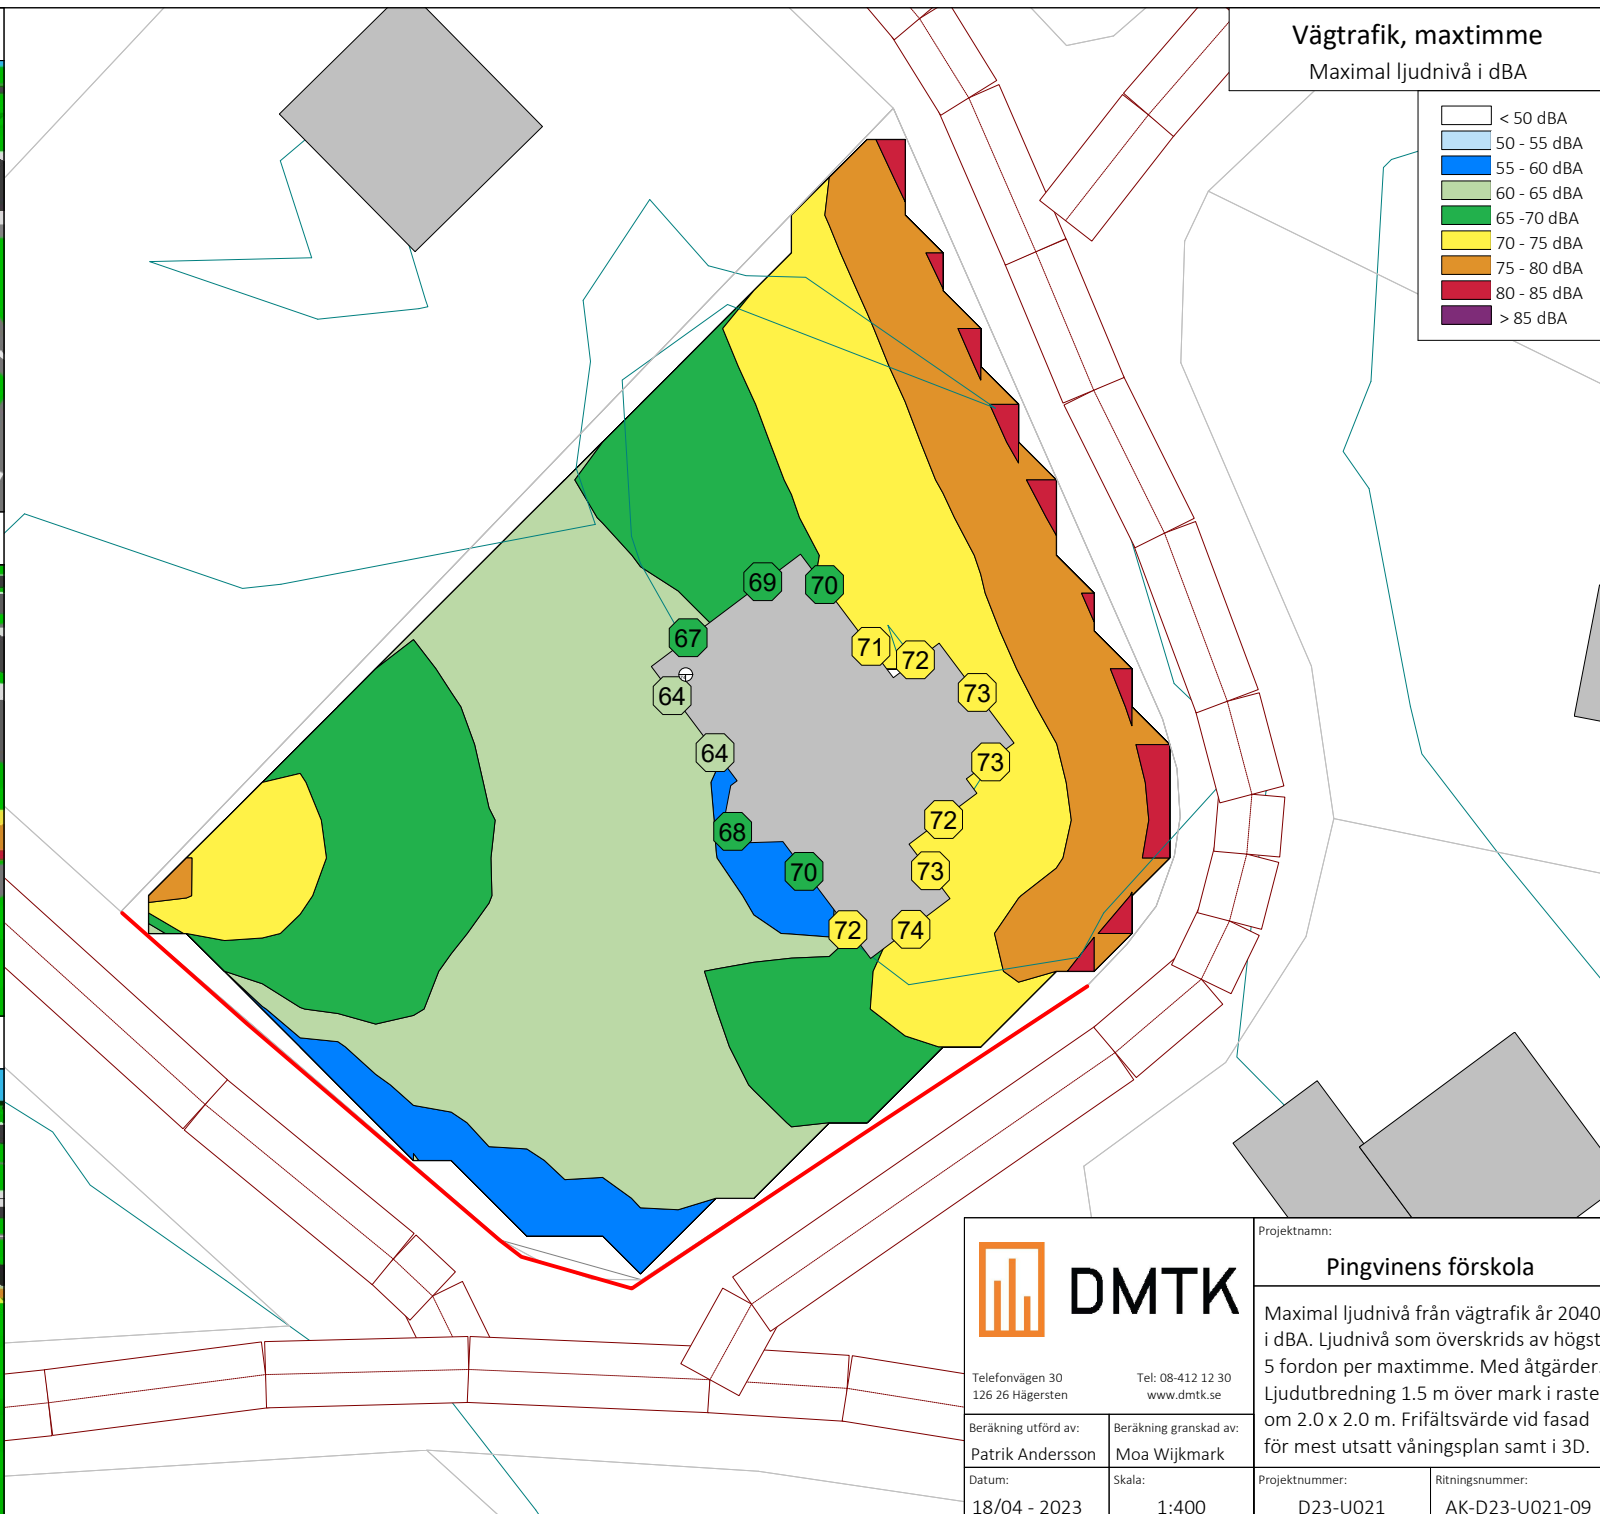 Vägtrafik, maxtimme
Maximal ljudnivå i dBA
< 50 dBA
50 - 55 dBA
55 - 60 dBA
60 - 65 dBA
65 -70 dBA
70 - 75 dBA
75 - 80 dBA
80 - 85 dBA
> 85 dBA
69
70
67
71
72
64
73
64
73
72
68
70
73
72
74
DMTK
Telefonvägen 30
126 26 Hägersten
Tel: 08-412 12 30
www.dmtk.se
Projektnamn:
Pingvinens förskola
Maximal ljudnivå från vägtrafik år 2040
i dBA. Ljudnivå som överskrids av högst
5 fordon per maxtimme. Med åtgärder.
Ljudutbredning 1.5 m över mark i raste
om 2.0 x 2.0 m. Frifältsvärde vid fasad
för mest utsatt våningsplan samt i 3D.
Beräkning utförd av:
Patrik Andersson
Beräkning granskad av:
Moa Wijkmark
Datum:
18/04 - 2023
Skala:
1:400
Projektnummer:
D23-U021
Ritningsnummer:
AK-D23-U021-09